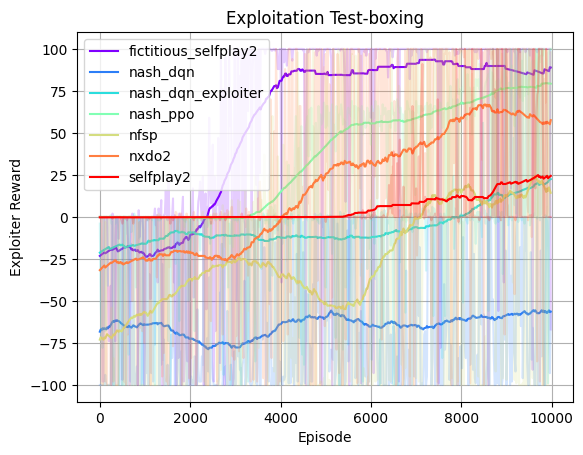 Exploitation Test-boxing
fictitious_selfplay2
nash_dqn
nash_dqn_exploiter
nash_ppo
nfsp
nxdo2
selfplay2
Exploiter Reward
100
75
50
25
0
−25
−50
−75
−100
0 2000 4000 6000 8000 10000
Episode